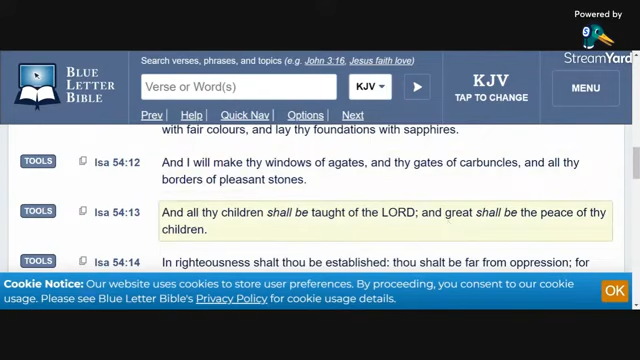 Powered by
StreamYard
Search verses, phrases, and topics (e.g. John 3:16, Jesus faith love)
BLUE
LETTER
BIBLE
Verse or Word(s)
KJV
KJV
TAP TO CHANGE
MENU
Prev Help Quick Nav Options Next
with fair colours, and lay thy foundations with sapphires.
TOOLS Isa 54:12 And I will make thy windows of agates, and thy gates of carbuncles, and all thy
borders of pleasant stones.
TOOLS Isa 54:13 And all thy children shall be taught of the LORD; and great shall be the peace of thy
children.
TOOLS Isa 54:14 In righteousness shalt thou be established: thou shalt be far from oppression; for
Cookie Notice: Our website uses cookies to store user preferences. By proceeding, you consent to our cookie
usage. Please see Blue Letter Bible's Privacy Policy for cookie usage details.
OK